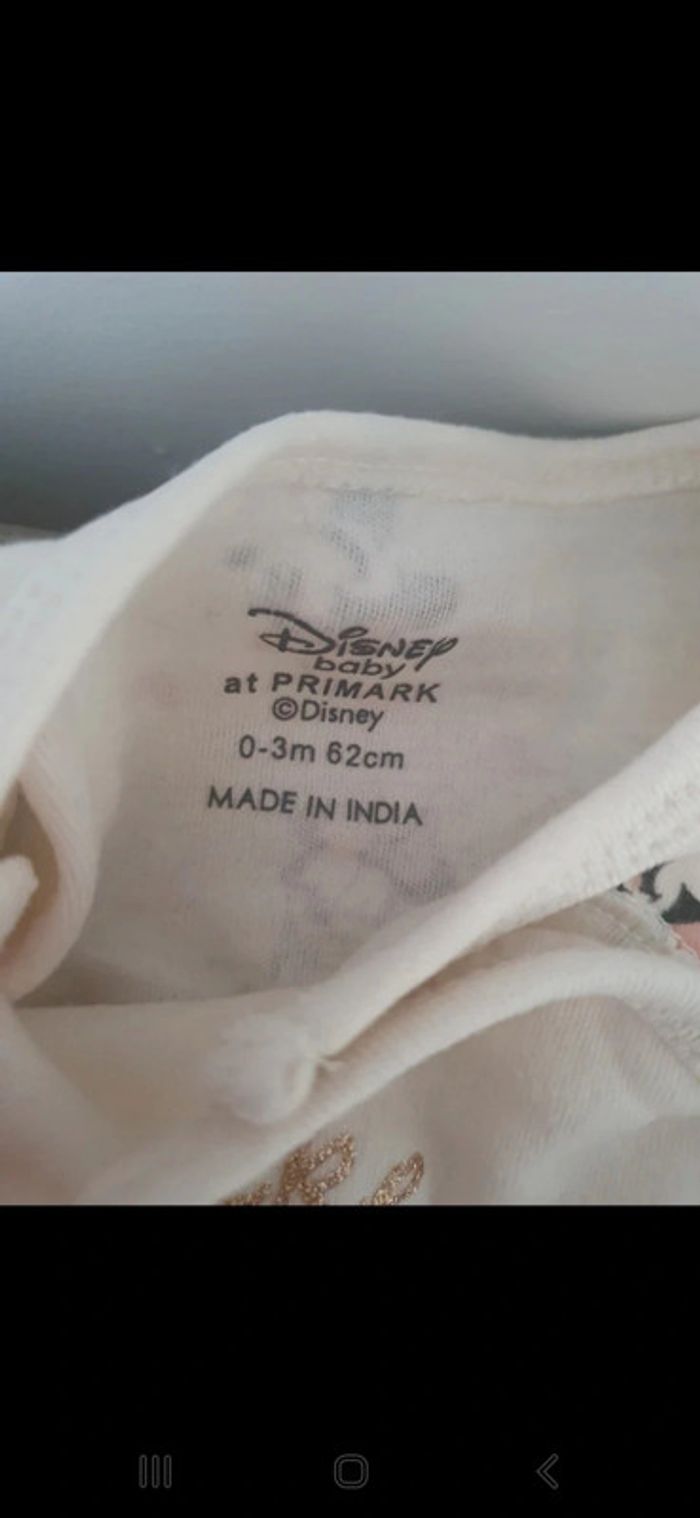 Disney
baby
at PRIMARK
©Disney
0-3m 62cm
MADE IN INDIA